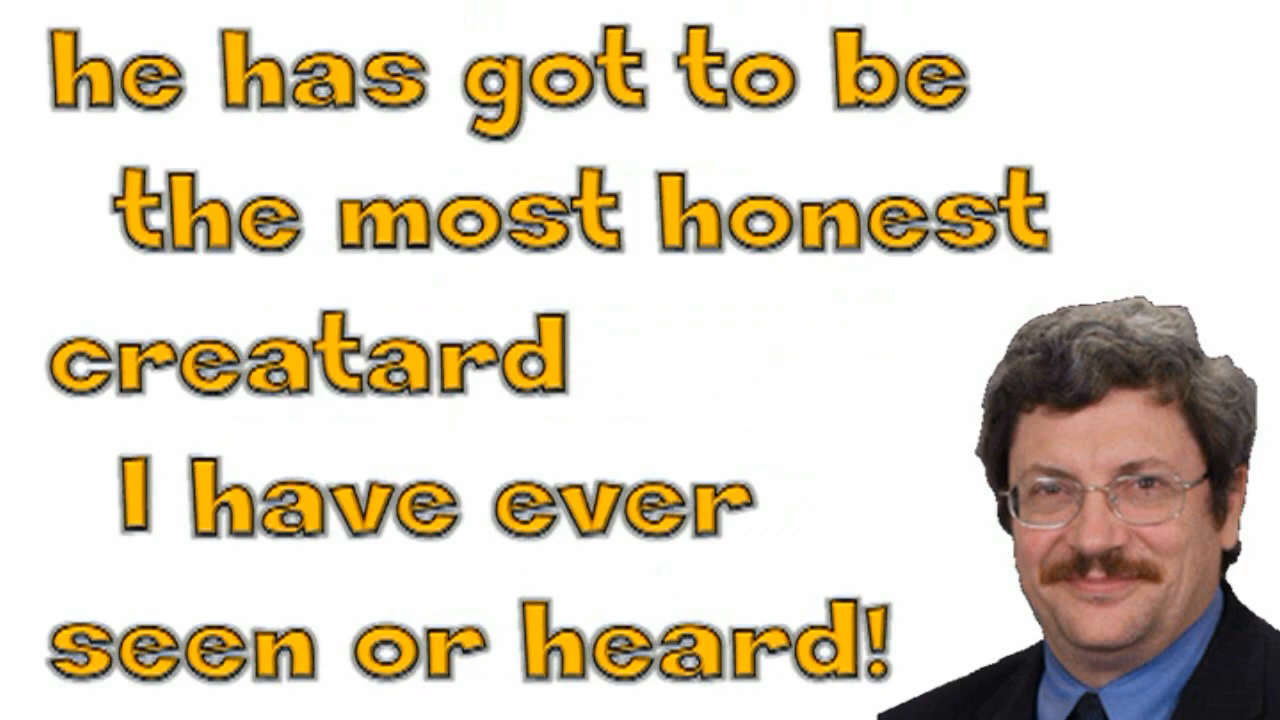 he has got to be
the most honest
creatard
I have ever
seen or heard!